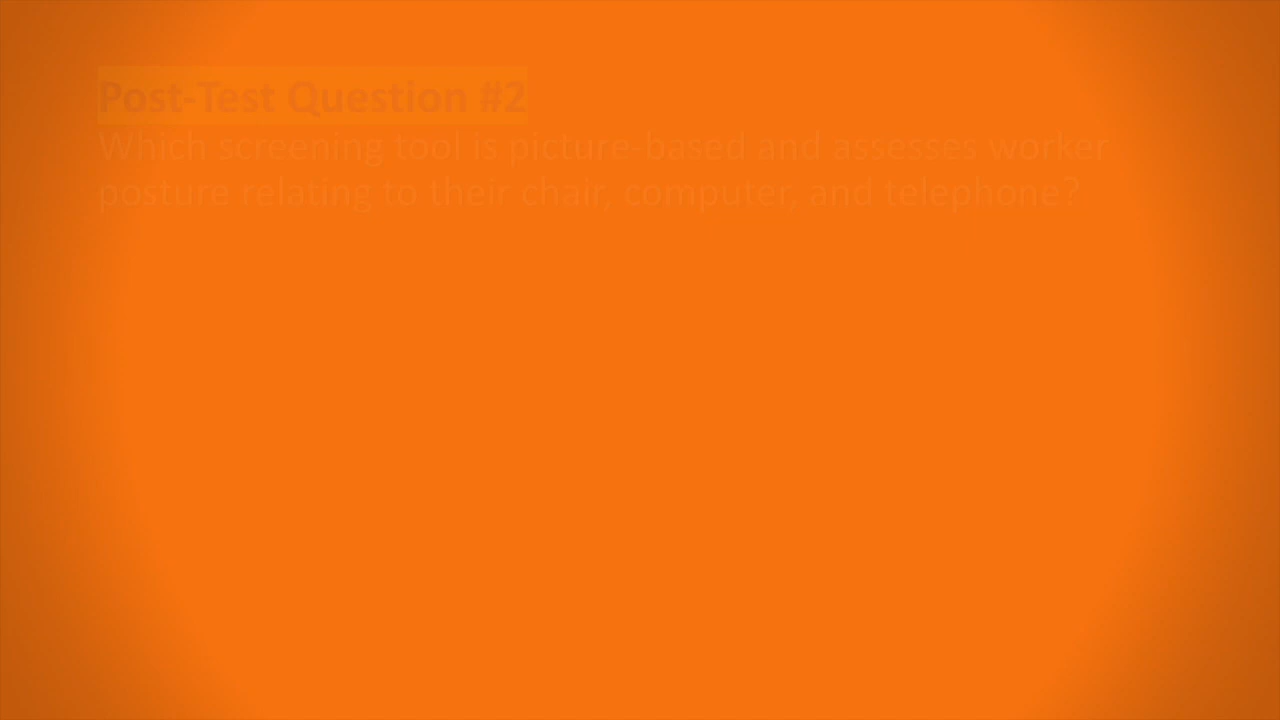 Post-Test Question #2
Which screening tool is picture-based and assesses worker
posture relating to their chair, computer, and telephone?